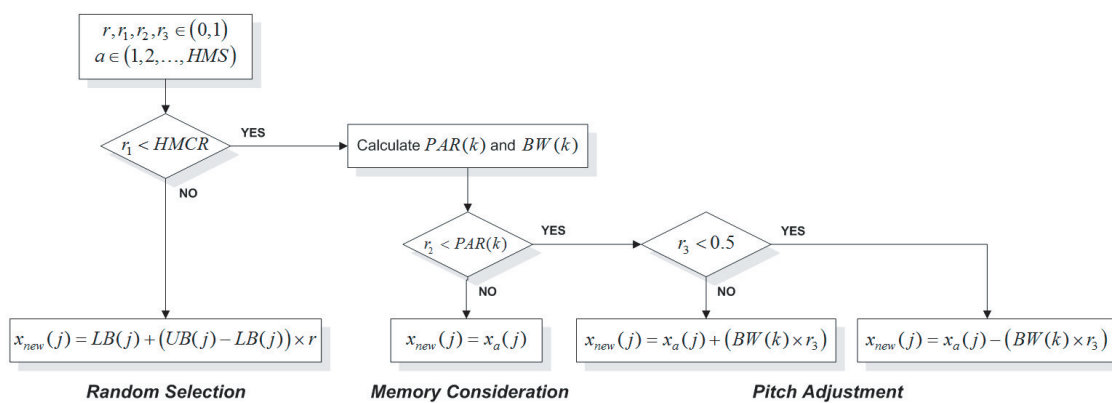 r, r₁, r₂, r₃ ∈ (0,1)
a ∈ (1,2,…,HMS)
r₁ < HMCR
YES
NO
Calculate PAR(k) and BW(k)
r₂ < PAR(k)
YES
NO
r₃ < 0.5
YES
NO
xₙₑw(j) = LB(j) + (UB(j) − LB(j)) × r
xₙₑw(j) = xₐ(j)
xₙₑw(j) = xₐ(j) + (BW(k) × r₃)
xₙₑw(j) = xₐ(j) − (BW(k) × r₃)
Random Selection
Memory Consideration
Pitch Adjustment